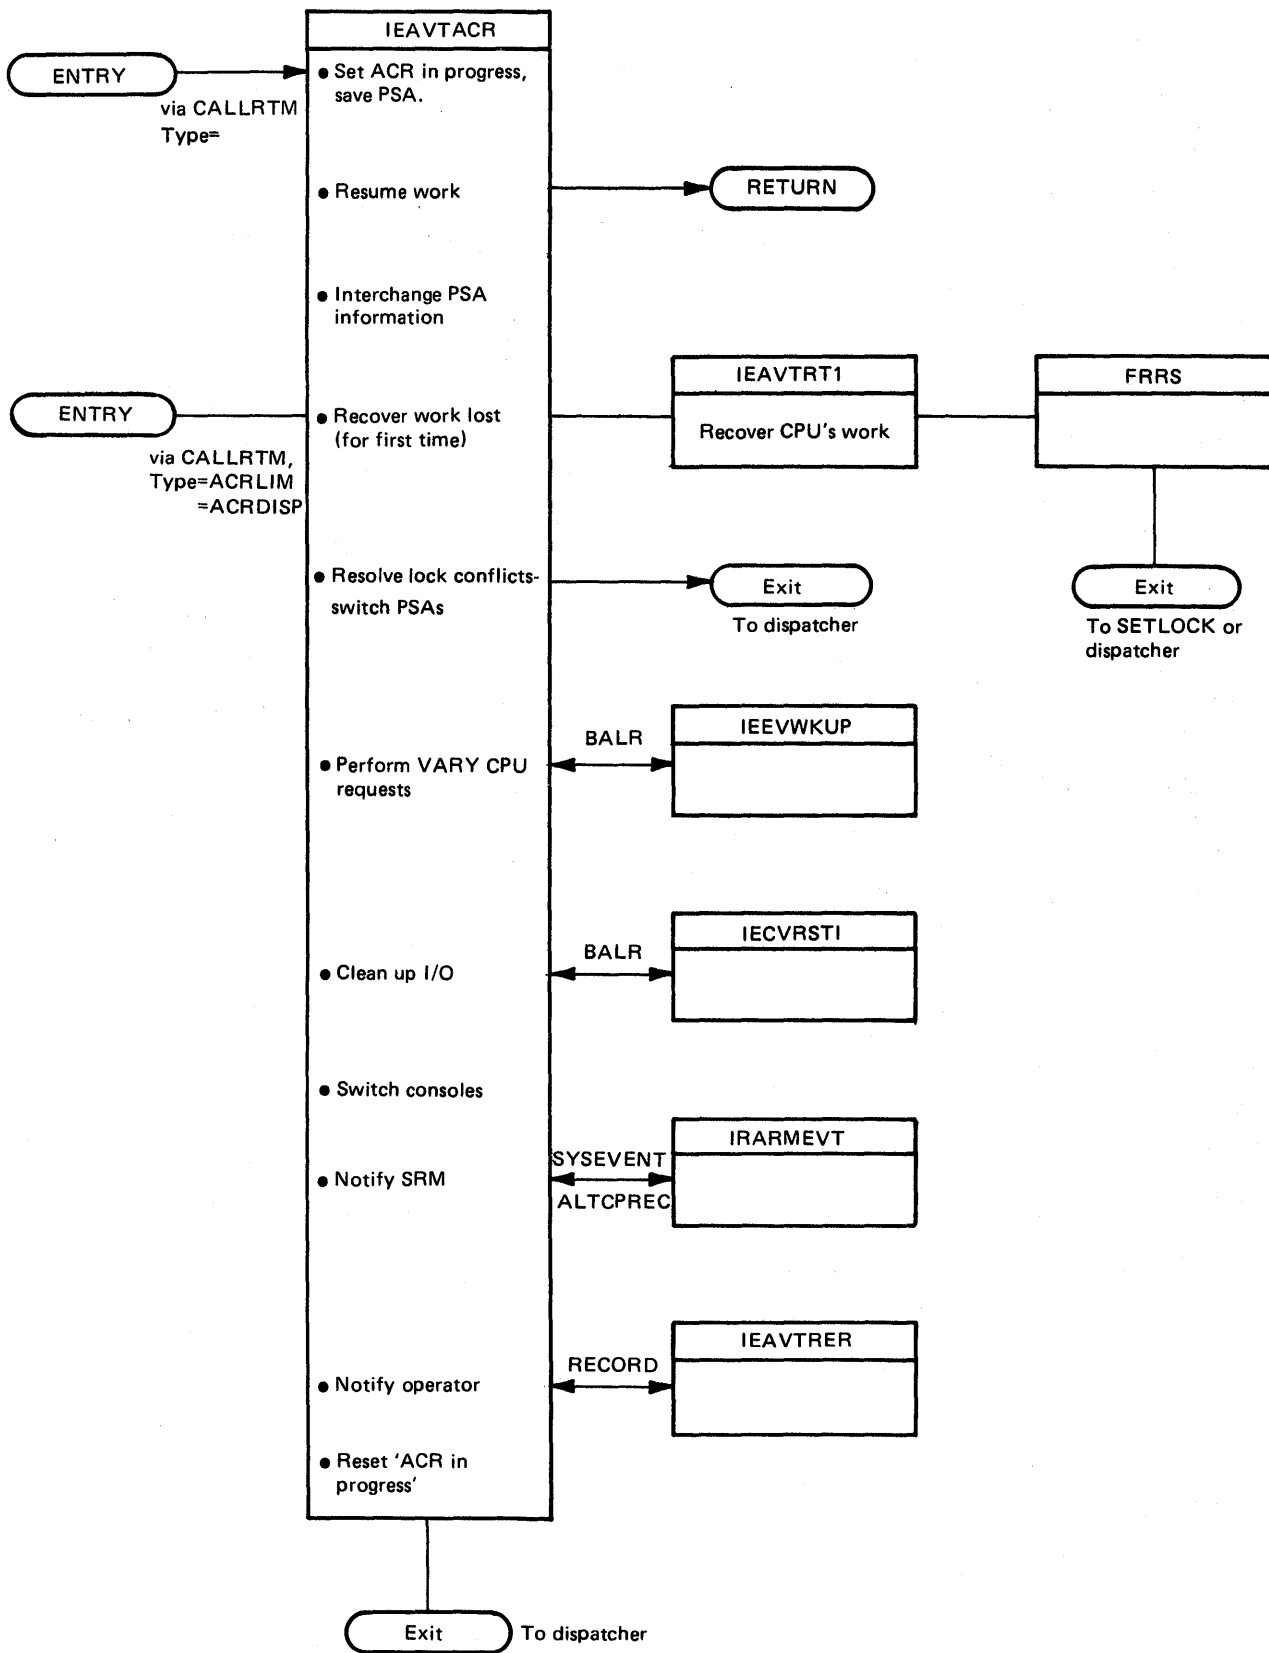 IEAVTACR
ENTRY
via CALLRTM
Type=
• Set ACR in progress,
save PSA.
• Resume work
RETURN
• Interchange PSA
information
ENTRY
via CALLRTM,
Type=ACRLIM
=ACRDISP
• Recover work lost
(for first time)
IEAVTRT1
Recover CPU's work
FRRS
• Resolve lock conflicts-
switch PSAs
Exit
To dispatcher
Exit
To SETLOCK or
dispatcher
• Perform VARY CPU
requests
BALR
IEEVWKUP
• Clean up I/O
BALR
IECVRSTI
• Switch consoles
• Notify SRM
SYSEVENT
ALTCPREC
IRARMEVT
• Notify operator
RECORD
IEAVTRER
• Reset 'ACR in
progress'
Exit
To dispatcher